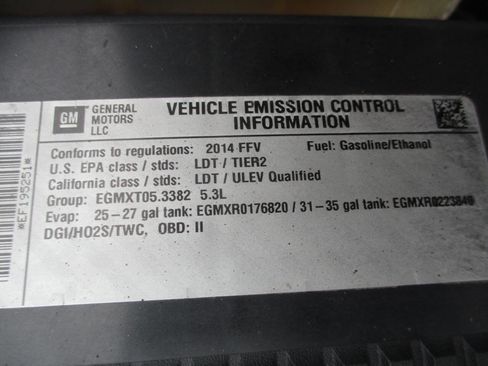 GM GENERAL MOTORS LLC
VEHICLE EMISSION CONTROL INFORMATION
Conforms to regulations: 2014 FFV Fuel: Gasoline/Ethanol
U.S. EPA class / stds: LDT / TIER2
California class / stds: LDT / ULEV Qualified
Group: EGMXT05.3382 5.3L
Evap: 25-27 gal tank: EGMXR0176820 / 31-35 gal tank:
DGI/HO2S/TWC, OBD: II
*EF195251*